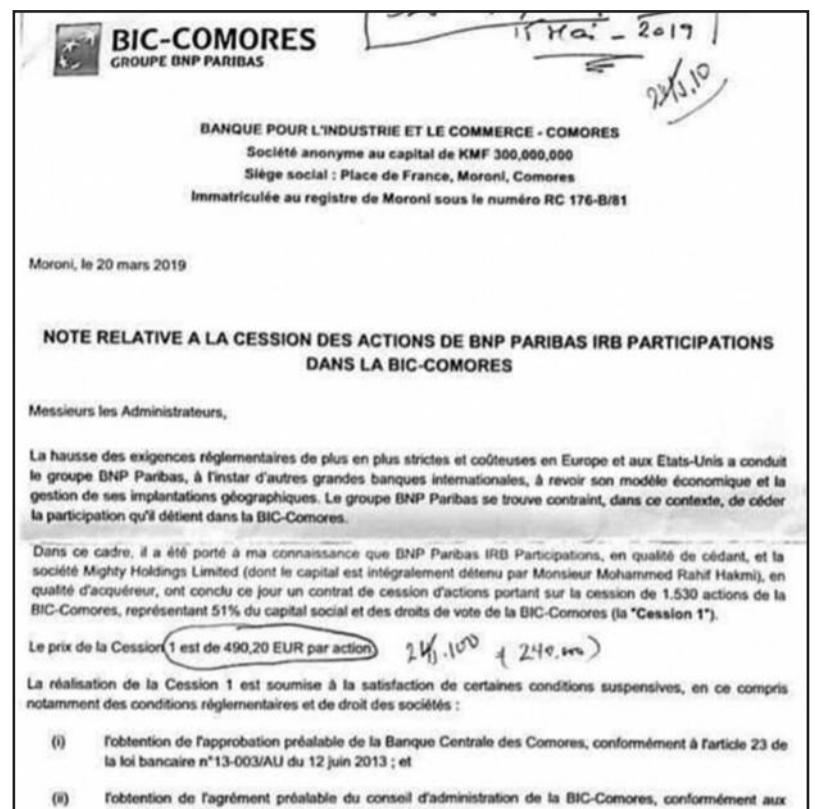 15 Mai - 2019
BIC-COMORES
GROUPE BNP PARIBAS
BANQUE POUR L'INDUSTRIE ET LE COMMERCE - COMORES
Société anonyme au capital de KMF 300,000,000
Siège social : Place de France, Moroni, Comores
Immatriculée au registre de Moroni sous le numéro RC 176-B/81
Moroni, le 20 mars 2019
NOTE RELATIVE A LA CESSION DES ACTIONS DE BNP PARIBAS IRB PARTICIPATIONS
DANS LA BIC-COMORES
Messieurs les Administrateurs,
La hausse des exigences réglementaires de plus en plus strictes et coûteuses en Europe et aux Etats-Unis a conduit
le groupe BNP Paribas, à l'instar d'autres grandes banques internationales, à revoir son modèle économique et la
gestion de ses implantations géographiques. Le groupe BNP Paribas se trouve contraint, dans ce contexte, de céder
la participation qu'il détient dans la BIC-Comores.
Dans ce cadre, il a été porté à ma connaissance que BNP Paribas IRB Participations, en qualité de cédant, et la
société Mighty Holdings Limited (dont le capital est intégralement détenu par Monsieur Mohammed Rahif Hakmi), en
qualité d'acquéreur, ont conclu ce jour un contrat de cession d'actions portant sur la cession de 1.530 actions de la
BIC-Comores, représentant 51% du capital social et des droits de vote de la BIC-Comores (la "Cession 1").
Le prix de la Cession 1 est de 490,20 EUR par action
La réalisation de la Cession 1 est soumise à la satisfaction de certaines conditions suspensives, en ce compris
notamment des conditions réglementaires et de droit des sociétés :
(i) l'obtention de l'approbation préalable de la Banque Centrale des Comores, conformément à l'article 23 de
la loi bancaire n°13-003/AU du 12 juin 2013 ; et
(ii) l'obtention de l'agrément préalable du conseil d'administration de la BIC-Comores, conformément aux